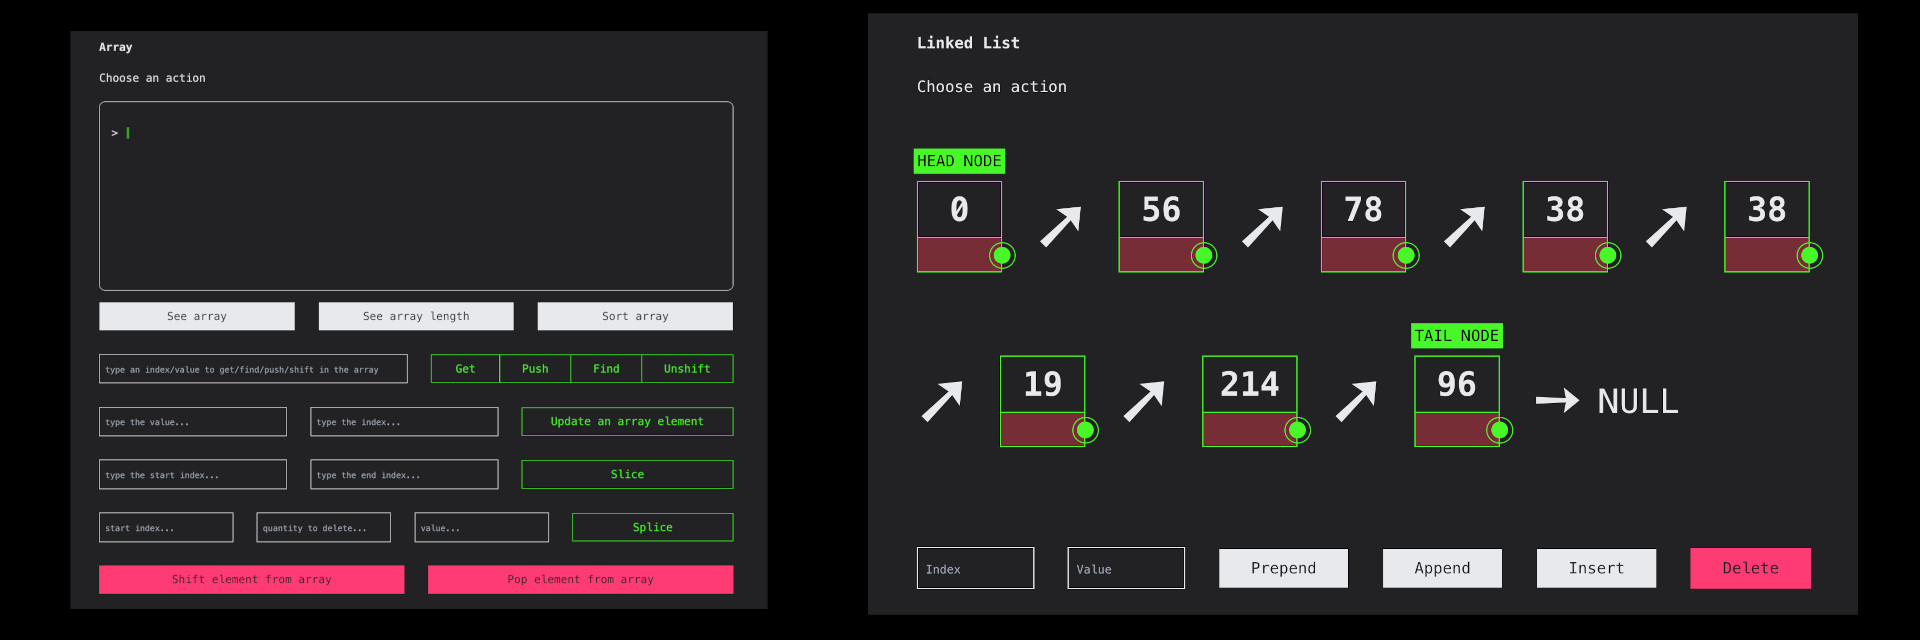 Array
Choose an action
>
See array
See array length
Sort array
type an index/value to get/find/push/shift in the array
Get
Push
Find
Unshift
type the value...
type the index...
Update an array element
type the start index...
type the end index...
Slice
start index...
quantity to delete...
value...
Splice
Shift element from array
Pop element from array
Linked List
Choose an action
HEAD NODE
0
56
78
38
38
TAIL NODE
19
214
96
NULL
Index
Value
Prepend
Append
Insert
Delete